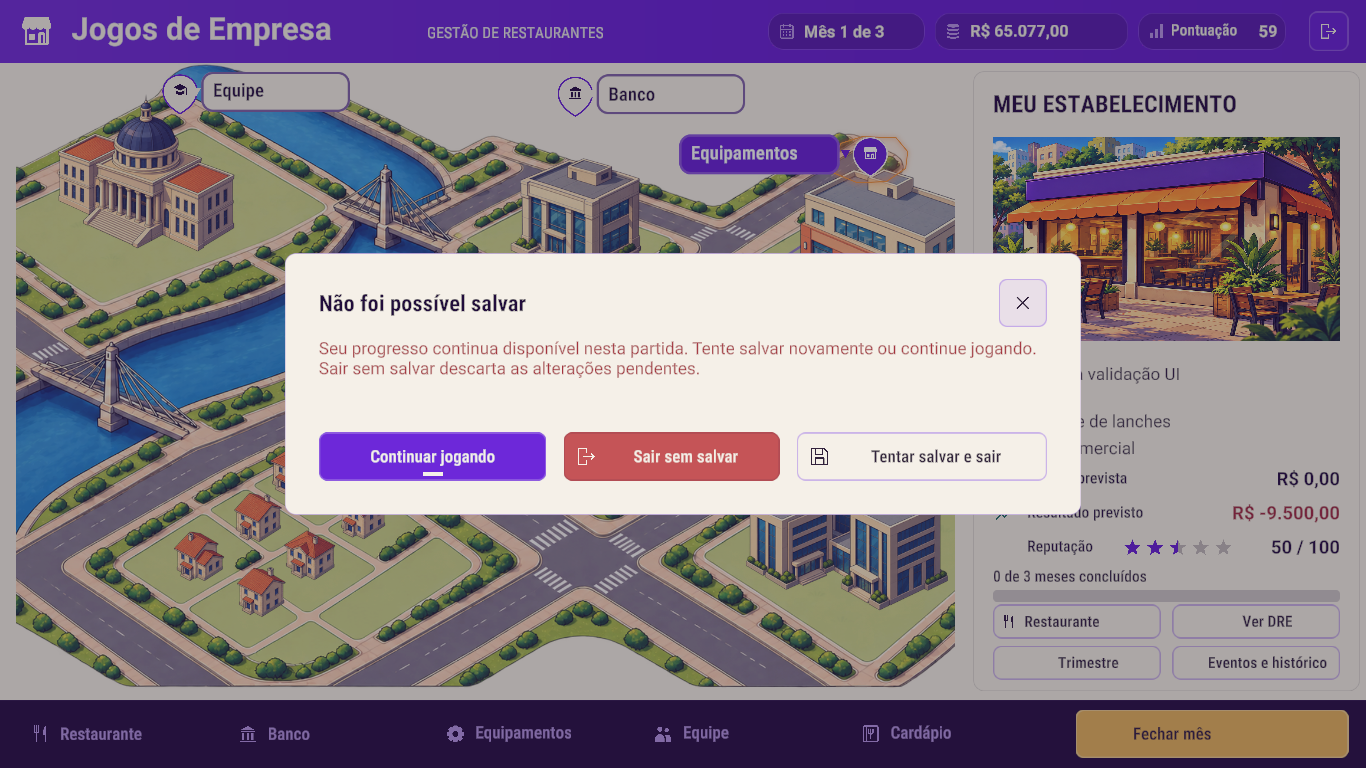 Jogos de Empresa
GESTÃO DE RESTAURANTES
Mês 1 de 3
R$ 65.077,00
Pontuação 59
Equipe
Banco
Equipamentos
MEU ESTABELECIMENTO
Não foi possível salvar
Seu progresso continua disponível nesta partida. Tente salvar novamente ou continue jogando.
Sair sem salvar descarta as alterações pendentes.
Continuar jogando
Sair sem salvar
Tentar salvar e sair
validação UI
de lanches
R$ 0,00
Resultado previsto R$ -9.500,00
Reputação 50 / 100
0 de 3 meses concluídos
Restaurante
Ver DRE
Trimestre
Eventos e histórico
Restaurante
Banco
Equipamentos
Equipe
Cardápio
Fechar mês